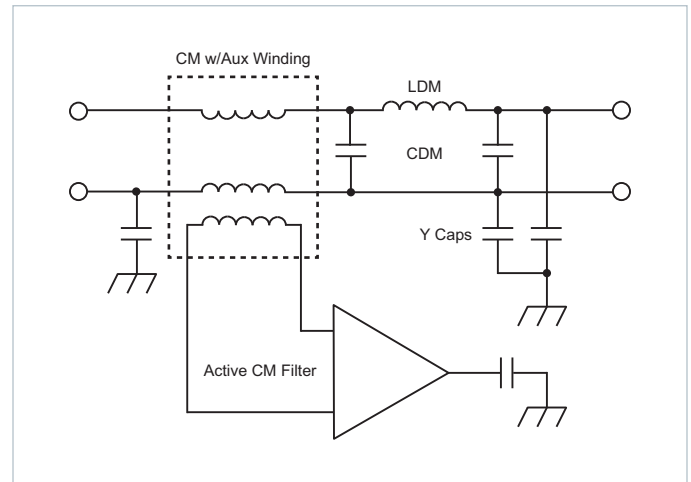 CM w/Aux Winding
LDM
CDM
Y Caps
Active CM Filter